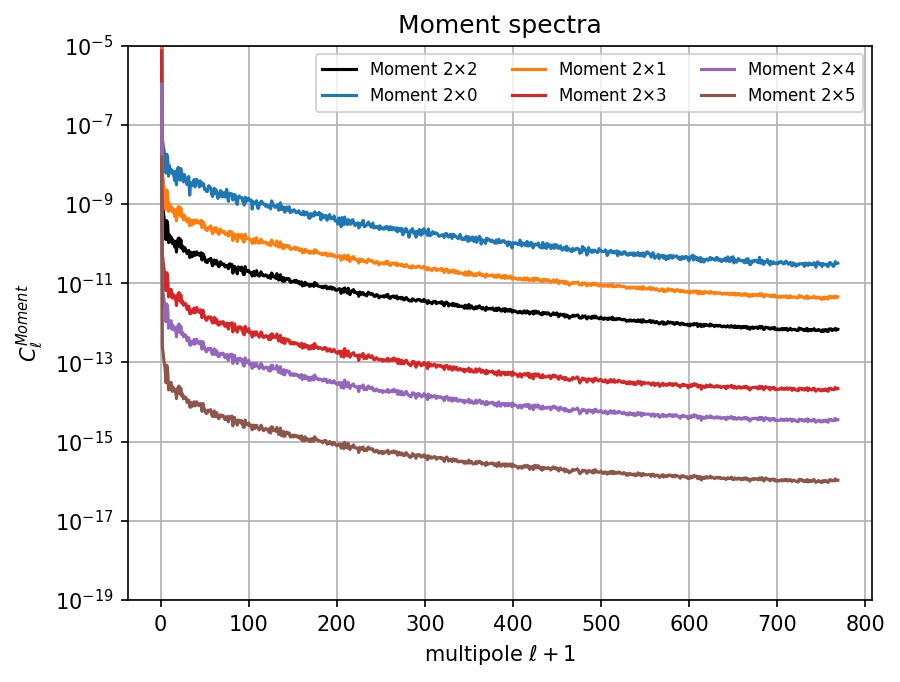 Moment spectra
Moment 2×2 Moment 2×1 Moment 2×4
Moment 2×0 Moment 2×3 Moment 2×5
10⁻⁵
10⁻⁷
10⁻⁹
10⁻¹¹
10⁻¹³
10⁻¹⁵
10⁻¹⁷
10⁻¹⁹
C_ℓ^Moment
0 100 200 300 400 500 600 700 800
multipole ℓ + 1